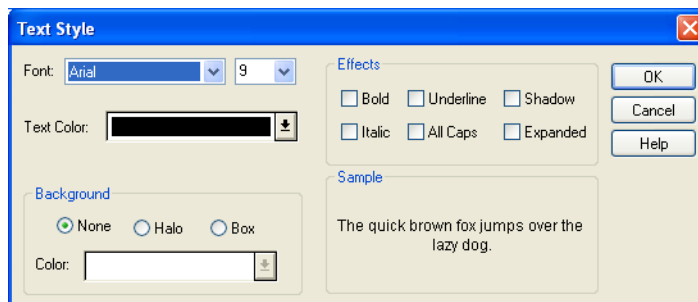 Text Style
Font: Arial 9
Text Color:
Background
None Halo Box
Color:
Effects
Bold Underline Shadow
Italic All Caps Expanded
Sample
The quick brown fox jumps over the
lazy dog.
OK
Cancel
Help